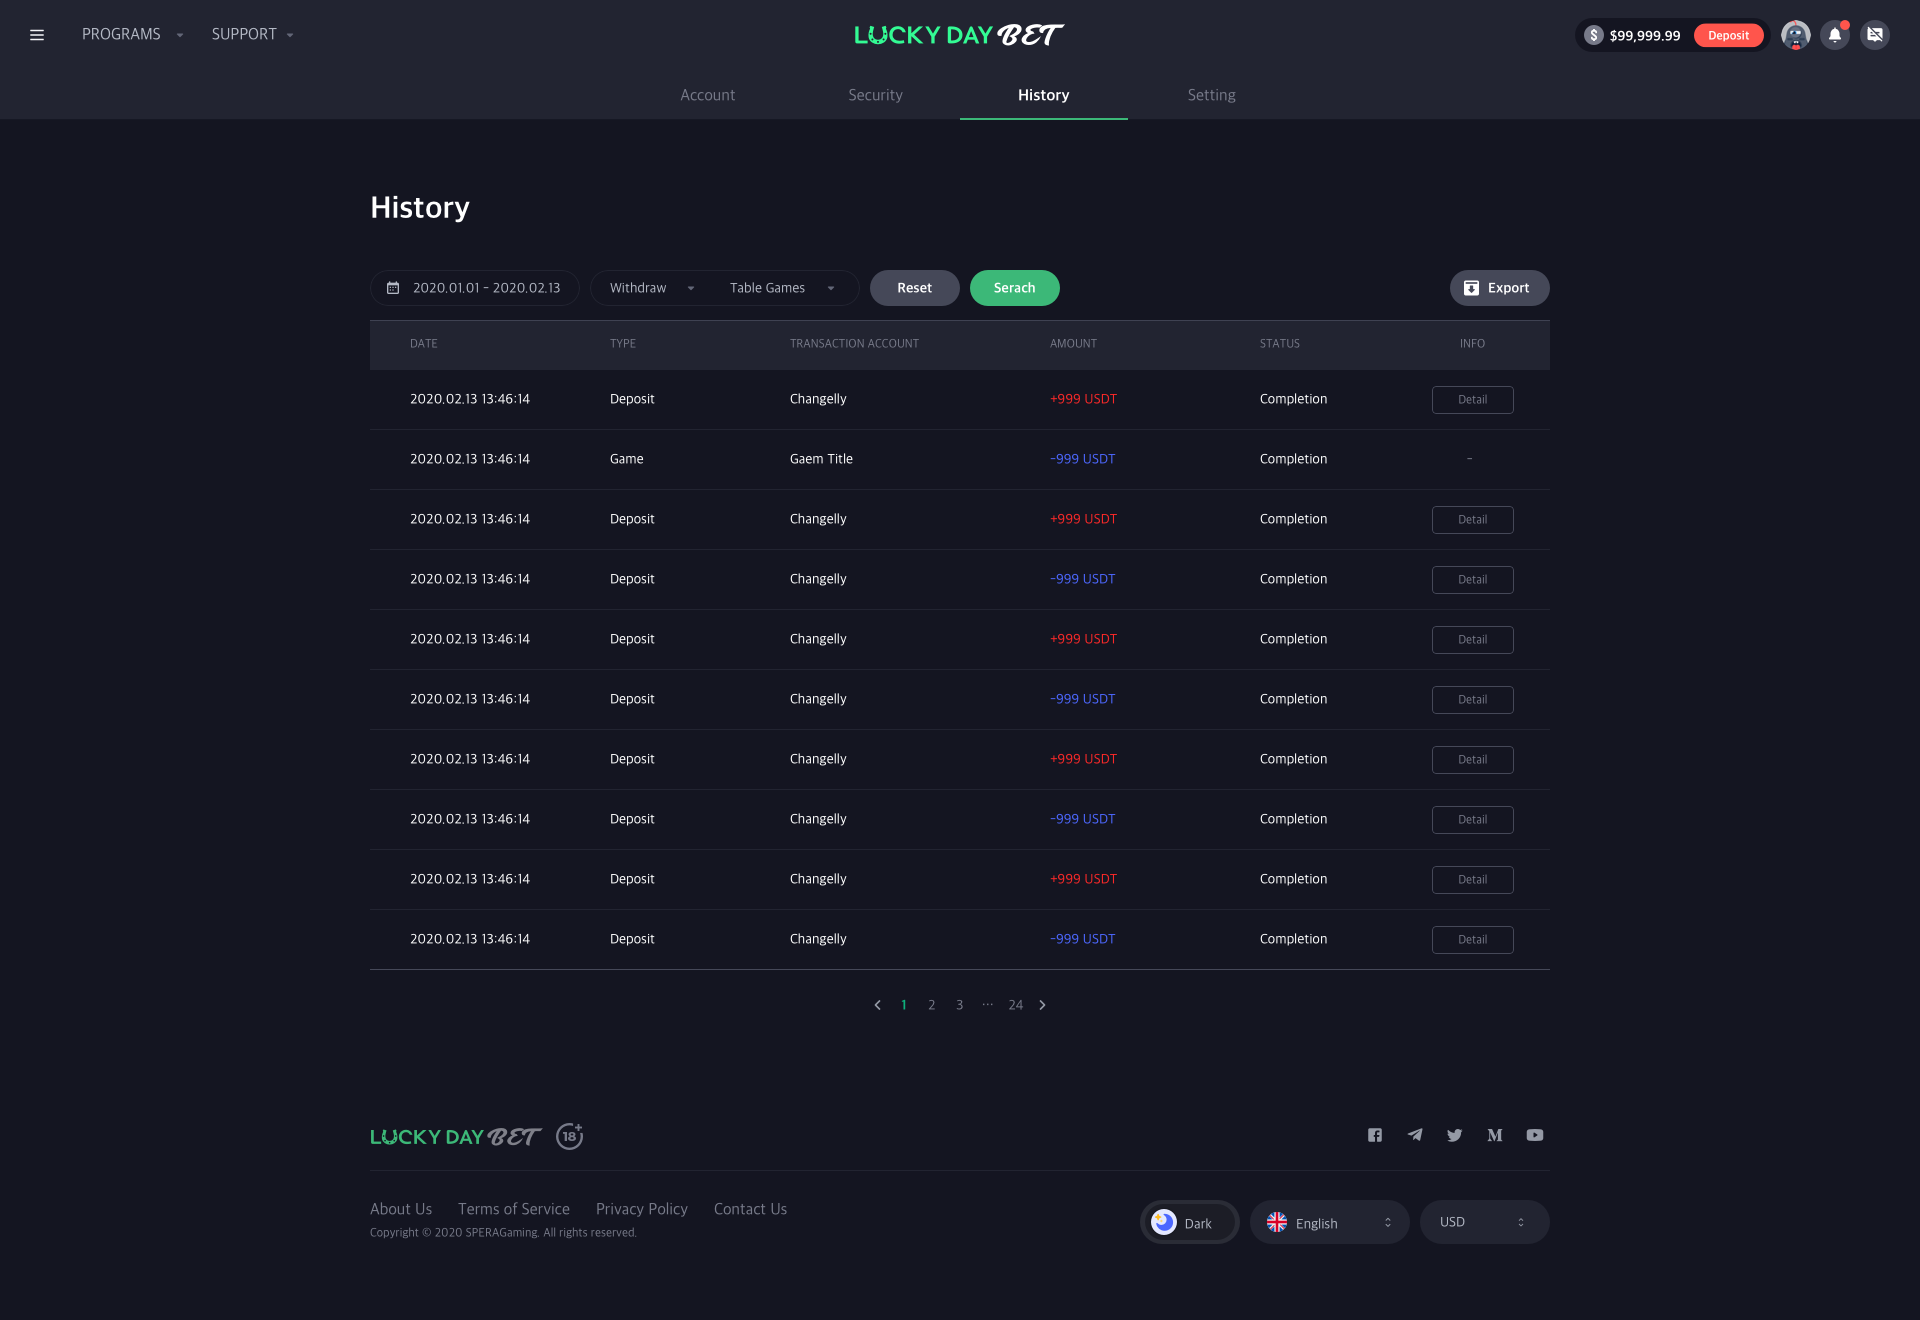 PROGRAMS SUPPORT LUCKY DAY BET $ $99,999.99 Deposit
Account Security History Setting
History
2020.01.01 - 2020.02.13 Withdraw Table Games Reset Serach Export
DATE TYPE TRANSACTION ACCOUNT AMOUNT STATUS INFO
2020.02.13 13:46:14 Deposit Changelly +999 USDT Completion Detail
2020.02.13 13:46:14 Game Gaem Title -999 USDT Completion -
2020.02.13 13:46:14 Deposit Changelly +999 USDT Completion Detail
2020.02.13 13:46:14 Deposit Changelly -999 USDT Completion Detail
2020.02.13 13:46:14 Deposit Changelly +999 USDT Completion Detail
2020.02.13 13:46:14 Deposit Changelly -999 USDT Completion Detail
2020.02.13 13:46:14 Deposit Changelly +999 USDT Completion Detail
2020.02.13 13:46:14 Deposit Changelly -999 USDT Completion Detail
2020.02.13 13:46:14 Deposit Changelly +999 USDT Completion Detail
2020.02.13 13:46:14 Deposit Changelly -999 USDT Completion Detail
1 2 3 ··· 24
LUCKY DAY BET 18+ M
About Us Terms of Service Privacy Policy Contact Us
Copyright © 2020 SPERAGaming. All rights reserved.
Dark English USD